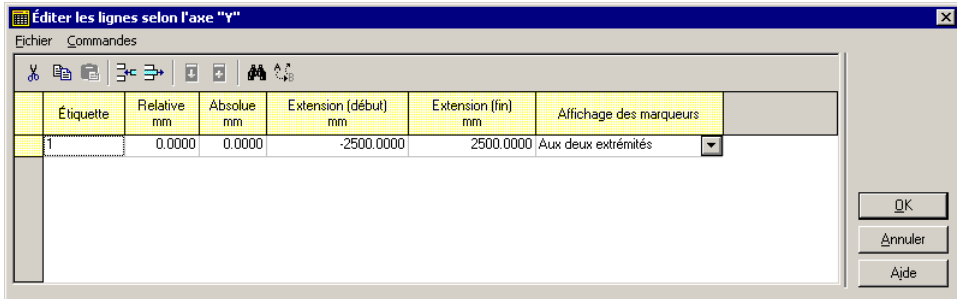 Éditer les lignes selon l'axe "Y"
Fichier Commandes
Étiquette Relative mm Absolue mm Extension (début) mm Extension (fin) mm Affichage des marqueurs
1 0.0000 0.0000 -2500.0000 2500.0000 Aux deux extrémités
OK
Annuler
Aide